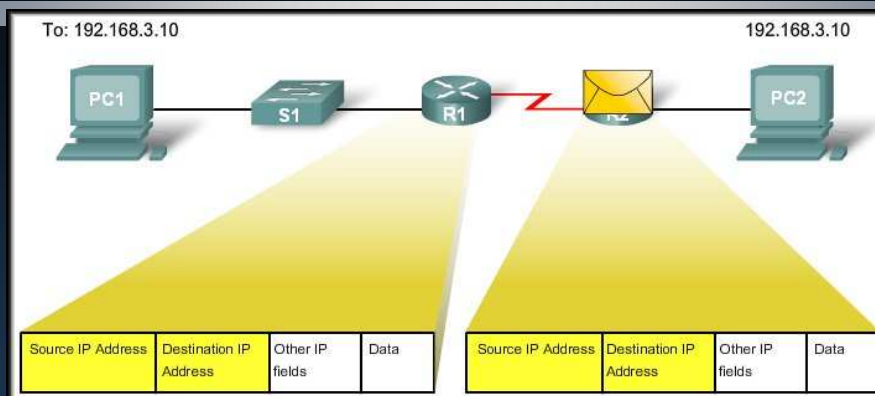 To: 192.168.3.10
192.168.3.10
PC1
S1
R1
R2
PC2
Source IP Address
Destination IP
Address
Other IP
fields
Data
Source IP Address
Destination IP
Address
Other IP
fields
Data